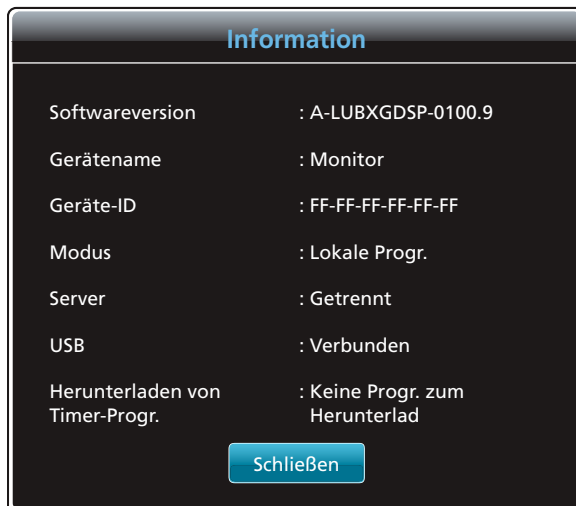 Information
Softwareversion : A-LUBXGDSP-0100.9
Gerätename : Monitor
Geräte-ID : FF-FF-FF-FF-FF-FF
Modus : Lokale Progr.
Server : Getrennt
USB : Verbunden
Herunterladen von : Keine Progr. zum
Timer-Progr. Herunterlad
Schließen